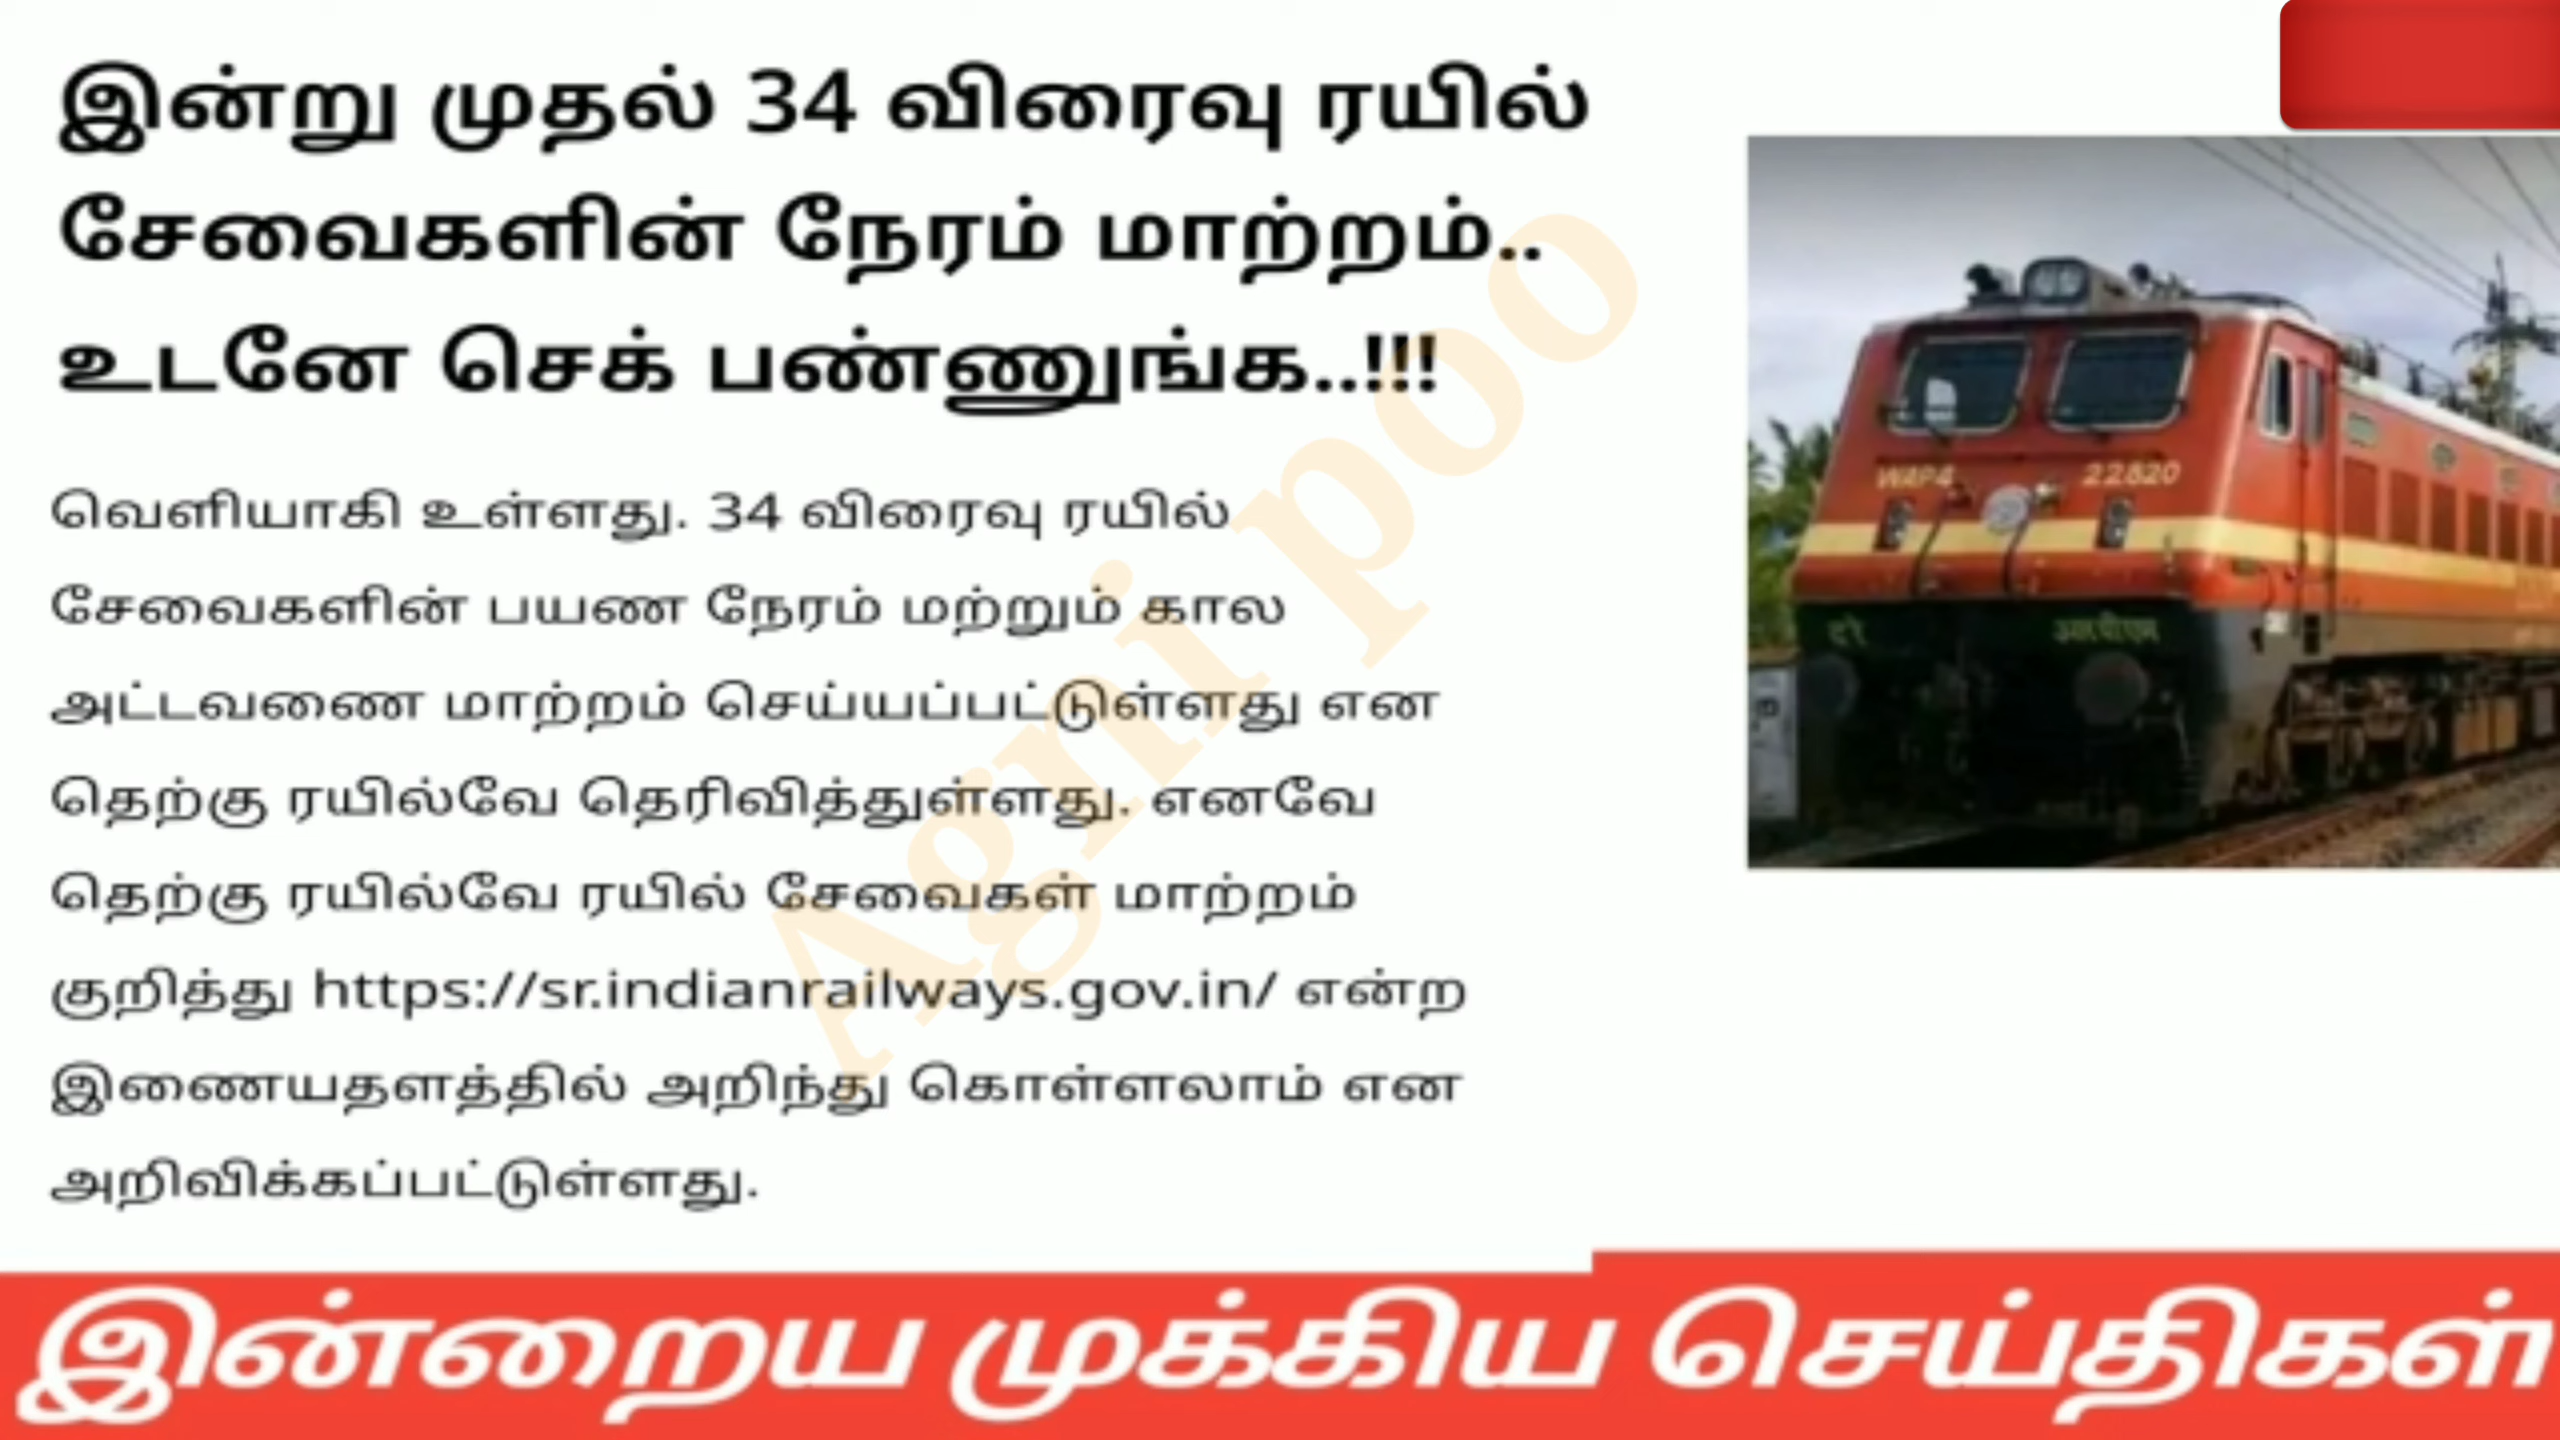 இன்று முதல் 34 விரைவு ரயில்
சேவைகளின் நேரம் மாற்றம்..
உடனே செக் பண்ணுங்க..!!!
வெளியாகி உள்ளது. 34 விரைவு ரயில்
சேவைகளின் பயண நேரம் மற்றும் கால
அட்டவணை மாற்றம் செய்யப்பட்டுள்ளது என
தெற்கு ரயில்வே தெரிவித்துள்ளது. எனவே
தெற்கு ரயில்வே ரயில் சேவைகள் மாற்றம்
குறித்து https://sr.indianrailways.gov.in/ என்ற
இணையதளத்தில் அறிந்து கொள்ளலாம் என
அறிவிக்கப்பட்டுள்ளது.
Agni poo
WAP4 22820
இன்றைய முக்கிய செய்திகள்